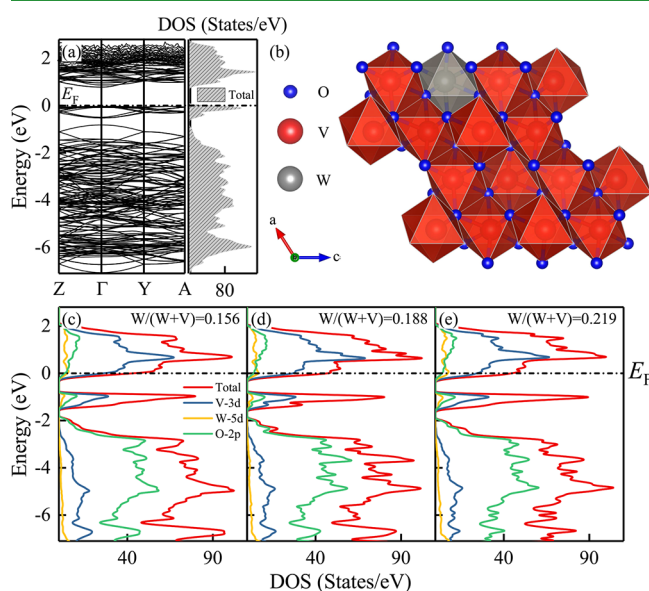 DOS (States/eV)
(a)
2
0
-2
-4
-6
Energy (eV)
E_F
Total
Z Γ Y A 80
(b)
O
V
W
a
c
(c) W/(W+V)=0.156
(d) W/(W+V)=0.188
(e) W/(W+V)=0.219
2
0
-2
-4
-6
Energy (eV)
E_F
Total
V-3d
W-5d
O-2p
40 90 40 90 40 90
DOS (States/eV)